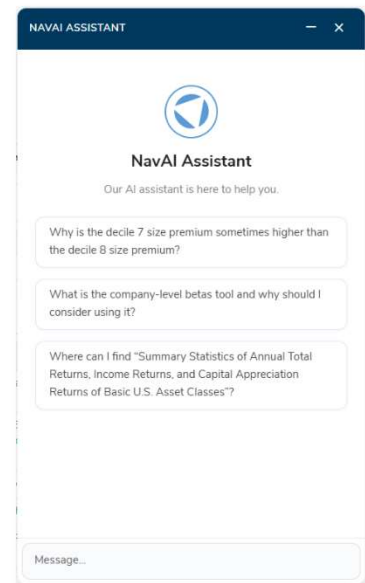 NAVAI ASSISTANT
NavAI Assistant
Our AI assistant is here to help you.
Why is the decile 7 size premium sometimes higher than
the decile 8 size premium?
What is the company-level betas tool and why should I
consider using it?
Where can I find "Summary Statistics of Annual Total
Returns, Income Returns, and Capital Appreciation
Returns of Basic U.S. Asset Classes"?
Message...